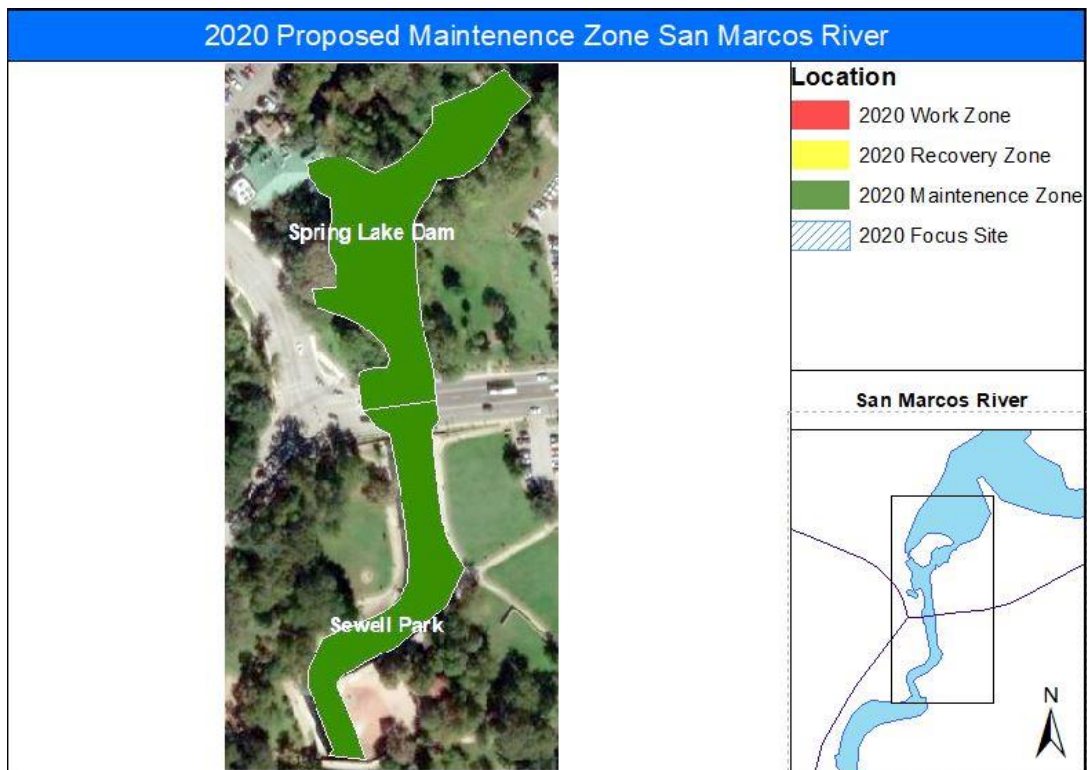 2020 Proposed Maintenence Zone San Marcos River
Location
2020 Work Zone
2020 Recovery Zone
2020 Maintenence Zone
2020 Focus Site
Spring Lake Dam
Sewell Park
San Marcos River
N